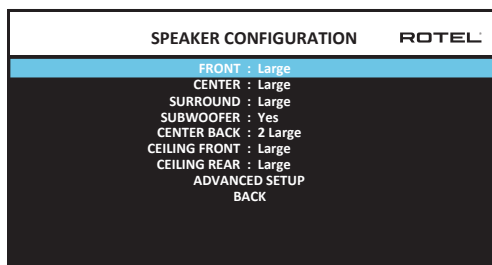 SPEAKER CONFIGURATION ROTEL
FRONT : Large
CENTER : Large
SURROUND : Large
SUBWOOFER : Yes
CENTER BACK : 2 Large
CEILING FRONT : Large
CEILING REAR : Large
ADVANCED SETUP
BACK